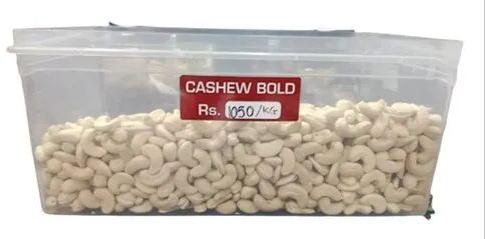 CASHEW BOLD
Rs. 1050/KG